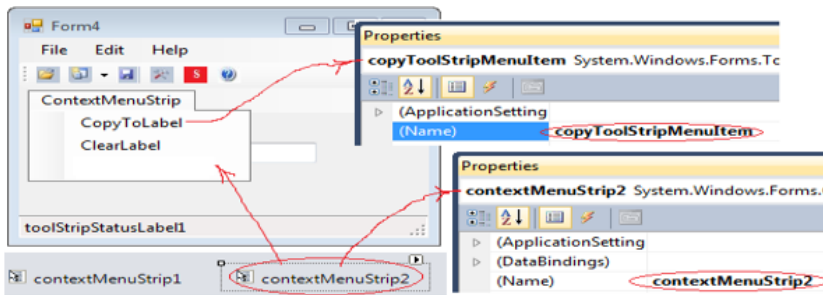 Form4
File Edit Help
S
ContextMenuStrip
CopyToLabel
ClearLabel
toolStripStatusLabel1
contextMenuStrip1
contextMenuStrip2
Properties
copyToolStripMenuItem System.Windows.Forms.To
(ApplicationSetting
(Name) copyToolStripMenuItem
Properties
contextMenuStrip2 System.Windows.Forms.
(ApplicationSetting
(DataBindings)
(Name) contextMenuStrip2